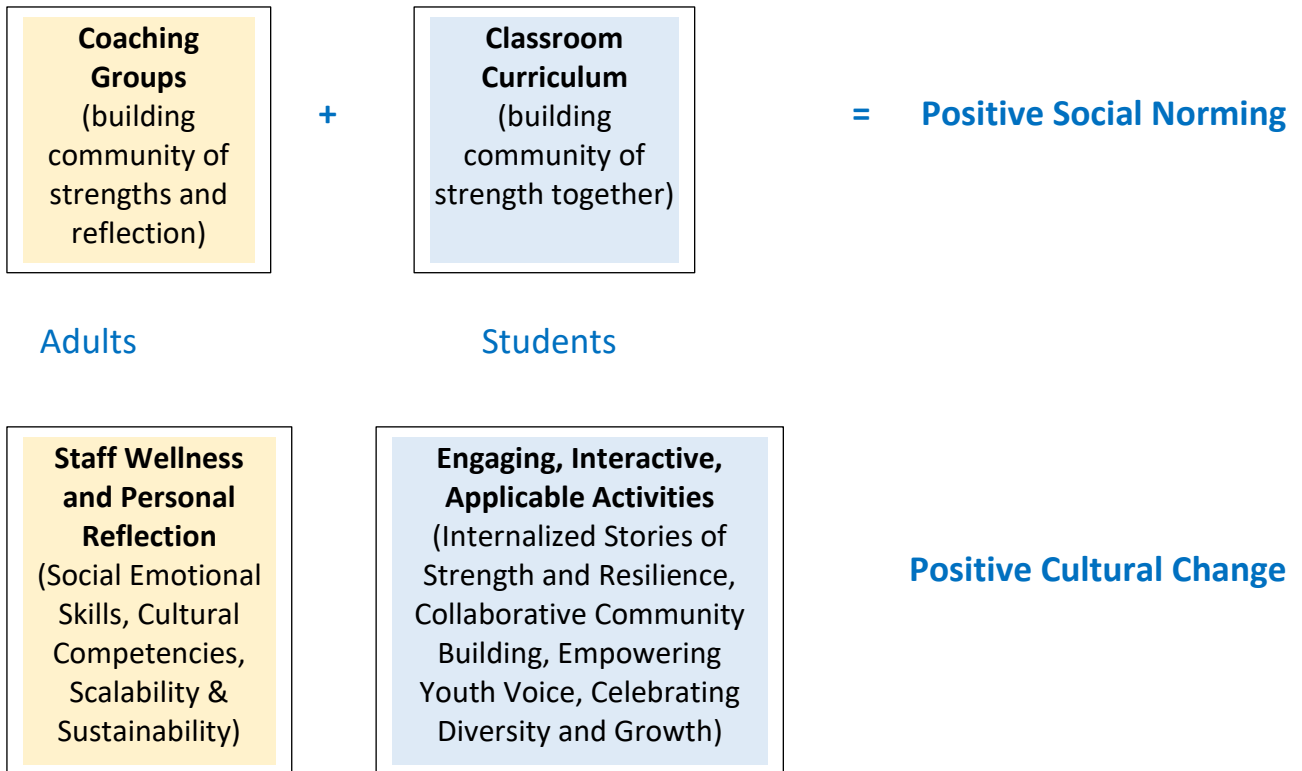 Coaching
Groups
(building
community of
strengths and
reflection)
+
Classroom
Curriculum
(building
community of
strength together)
= Positive Social Norming
Adults
Students
Staff Wellness
and Personal
Reflection
(Social Emotional
Skills, Cultural
Competencies,
Scalability &
Sustainability)
Engaging, Interactive,
Applicable Activities
(Internalized Stories of
Strength and Resilience,
Collaborative Community
Building, Empowering
Youth Voice, Celebrating
Diversity and Growth)
Positive Cultural Change